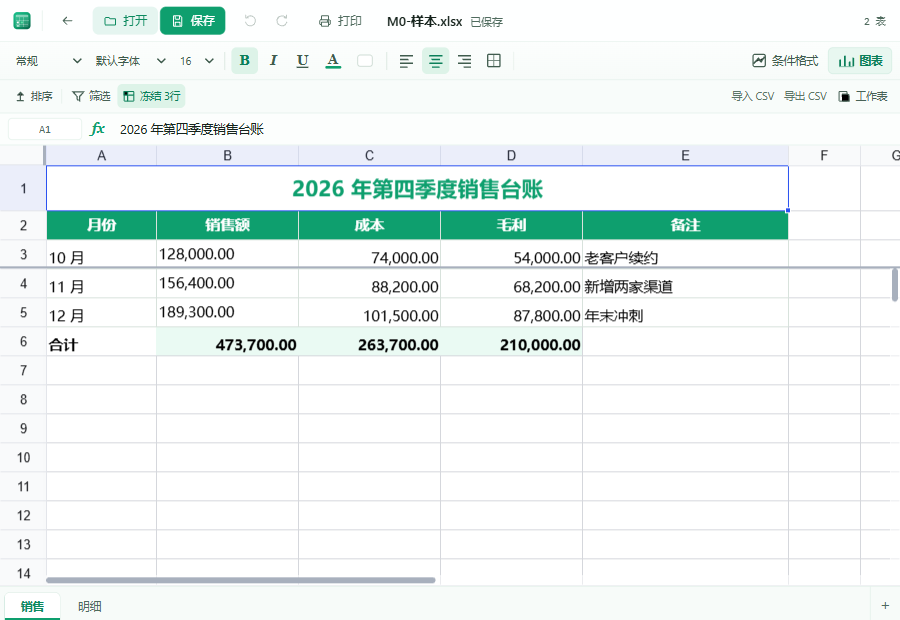 打开 保存 打印 M0-样本.xlsx 已保存 2 表
常规 默认字体 16 B I U A 条件格式 图表
排序 筛选 冻结 3行 导入 CSV 导出 CSV 工作表
A1 fx 2026 年第四季度销售台账
A B C D E F G
1 2026 年第四季度销售台账
2 月份 销售额 成本 毛利 备注
3 10 月 128,000.00 74,000.00 54,000.00 老客户续约
4 11 月 156,400.00 88,200.00 68,200.00 新增两家渠道
5 12 月 189,300.00 101,500.00 87,800.00 年末冲刺
6 合计 473,700.00 263,700.00 210,000.00
7
8
9
10
11
12
13
14
销售 明细 +